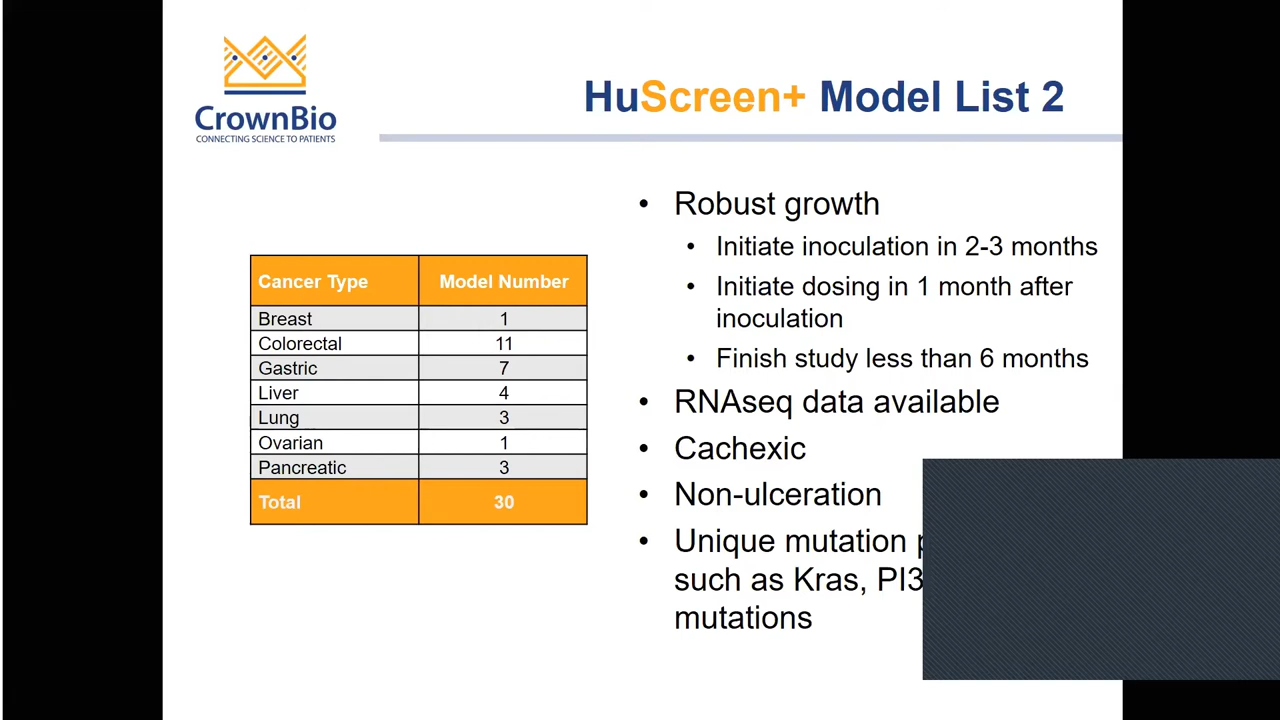 CrownBio
CONNECTING SCIENCE TO PATIENTS
HuScreen+ Model List 2
Cancer Type Model Number
Breast 1
Colorectal 11
Gastric 7
Liver 4
Lung 3
Ovarian 1
Pancreatic 3
Total 30
• Robust growth
• Initiate inoculation in 2-3 months
• Initiate dosing in 1 month after
inoculation
• Finish study less than 6 months
• RNAseq data available
• Cachexic
• Non-ulceration
• Unique mutation
such as Kras,
mutations